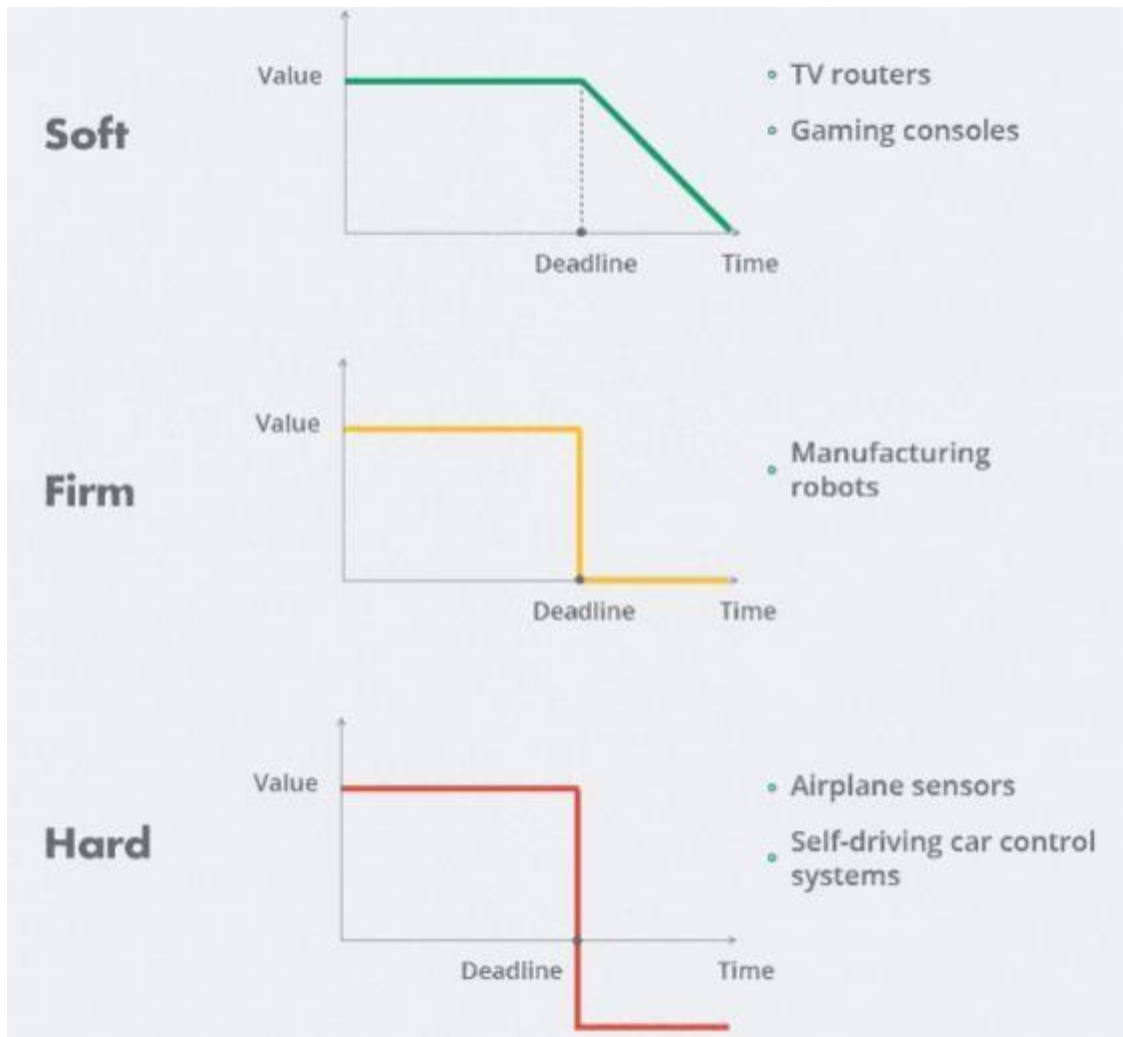 Value
Soft
Deadline
Time
TV routers
Gaming consoles
Value
Firm
Deadline
Time
Manufacturing
robots
Value
Hard
Deadline
Time
Airplane sensors
Self-driving car control
systems